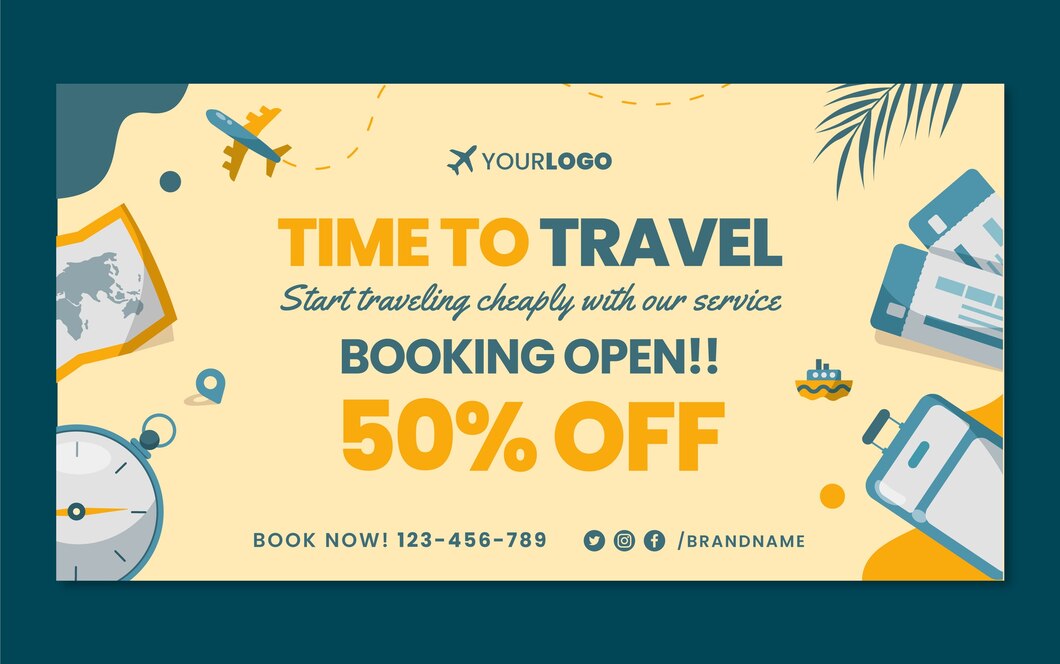 YOURLOGO
TIME TO TRAVEL
Start traveling cheaply with our service
BOOKING OPEN!!
50% OFF
BOOK NOW! 123-456-789 /BRANDNAME